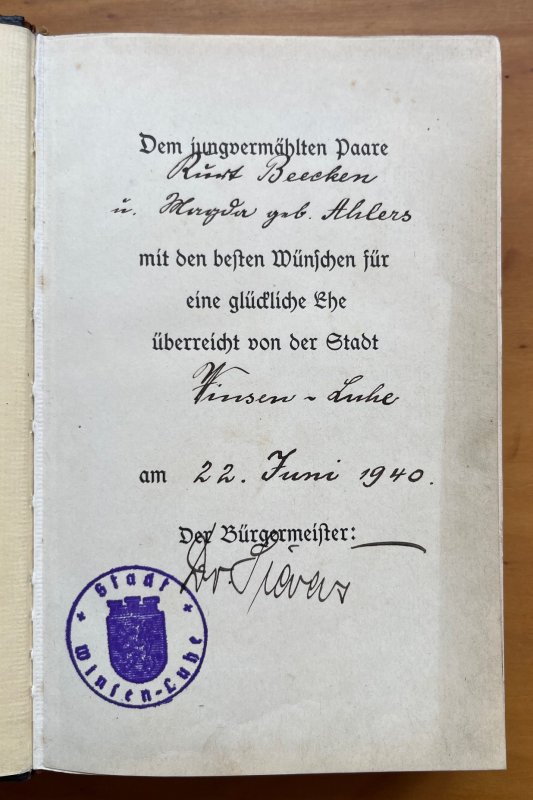 Dem jungvermählten Paare
Kurt Beecken
u. Magda geb. Ahlers
mit den besten Wünschen für
eine glückliche Ehe
überreicht von der Stadt
Winsen-Luhe
am 22. Juni 1940.
Der Bürgermeister:
Dr
Stadt
Winsen-Luhe